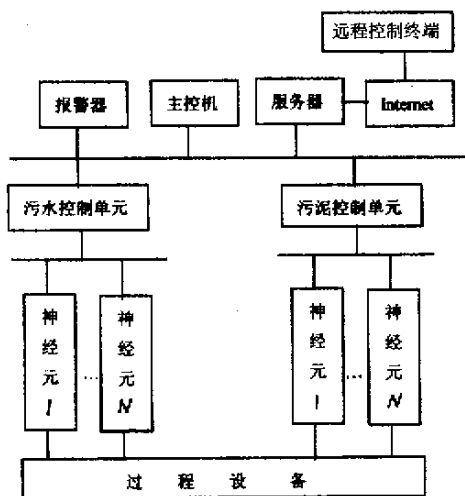 远程控制终端
报警器
主控机
服务器
Internet
污水控制单元
污泥控制单元
神经元 1
…
神经元 N
神经元 1
…
神经元 N
过程设备